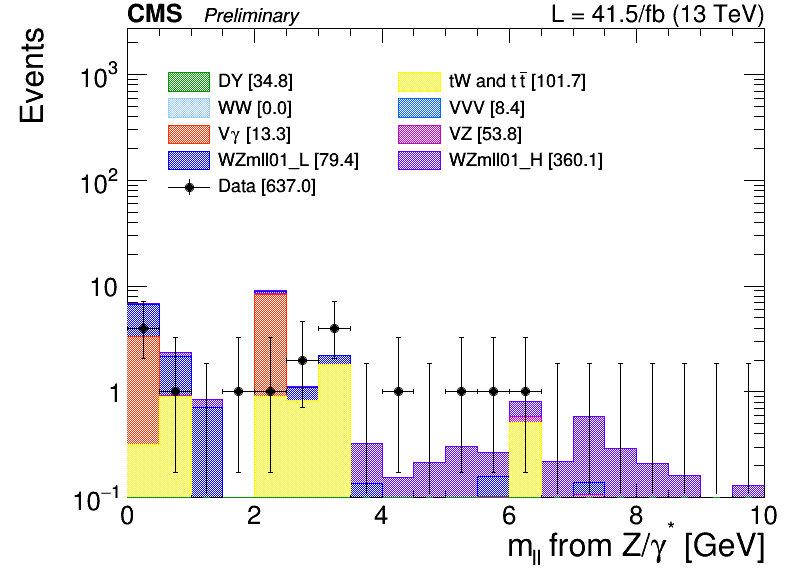 CMS Preliminary L = 41.5/fb (13 TeV)
Events
10³
10²
10
1
10⁻¹
DY [34.8]
tW and t t̄ [101.7]
WW [0.0]
VVV [8.4]
Vγ [13.3]
VZ [53.8]
WZmll01_L [79.4]
WZmll01_H [360.1]
Data [637.0]
0 2 4 6 8 10
m_ll from Z/γ* [GeV]